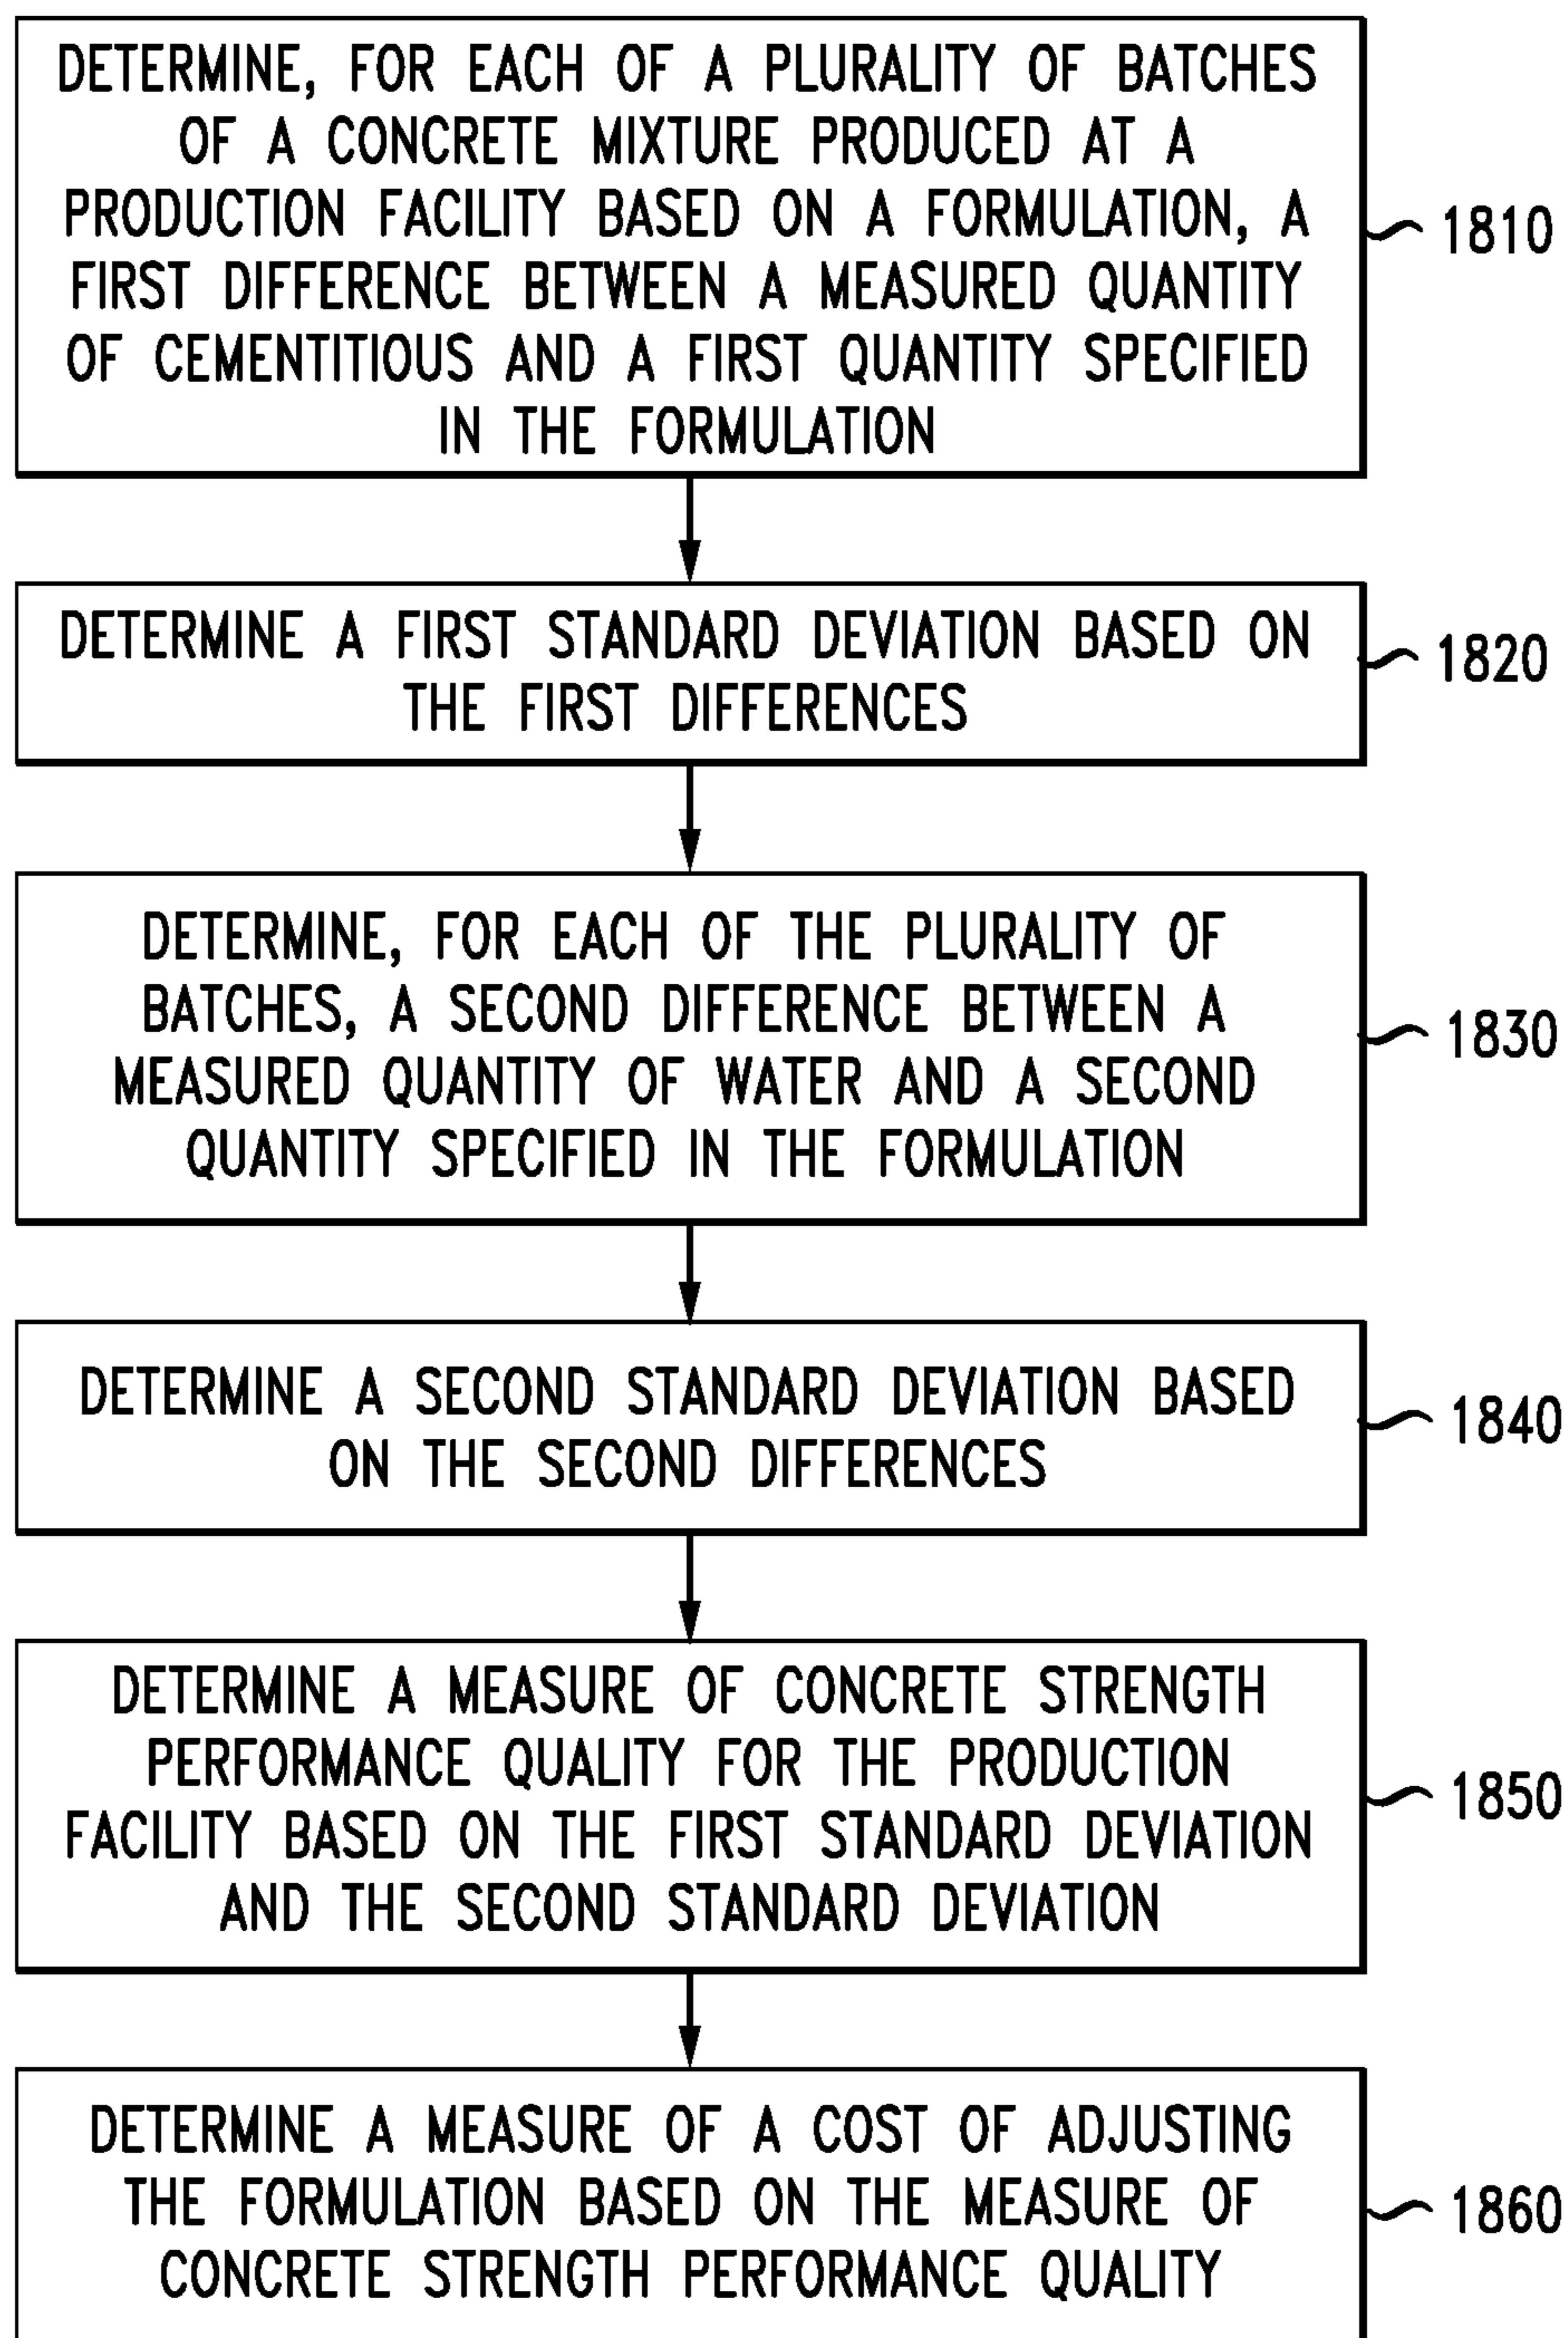 DETERMINE, FOR EACH OF A PLURALITY OF BATCHES
OF A CONCRETE MIXTURE PRODUCED AT A
PRODUCTION FACILITY BASED ON A FORMULATION, A
FIRST DIFFERENCE BETWEEN A MEASURED QUANTITY
OF CEMENTITIOUS AND A FIRST QUANTITY SPECIFIED
IN THE FORMULATION
1810
DETERMINE A FIRST STANDARD DEVIATION BASED ON
THE FIRST DIFFERENCES
1820
DETERMINE, FOR EACH OF THE PLURALITY OF
BATCHES, A SECOND DIFFERENCE BETWEEN A
MEASURED QUANTITY OF WATER AND A SECOND
QUANTITY SPECIFIED IN THE FORMULATION
1830
DETERMINE A SECOND STANDARD DEVIATION BASED
ON THE SECOND DIFFERENCES
1840
DETERMINE A MEASURE OF CONCRETE STRENGTH
PERFORMANCE QUALITY FOR THE PRODUCTION
FACILITY BASED ON THE FIRST STANDARD DEVIATION
AND THE SECOND STANDARD DEVIATION
1850
DETERMINE A MEASURE OF A COST OF ADJUSTING
THE FORMULATION BASED ON THE MEASURE OF
CONCRETE STRENGTH PERFORMANCE QUALITY
1860